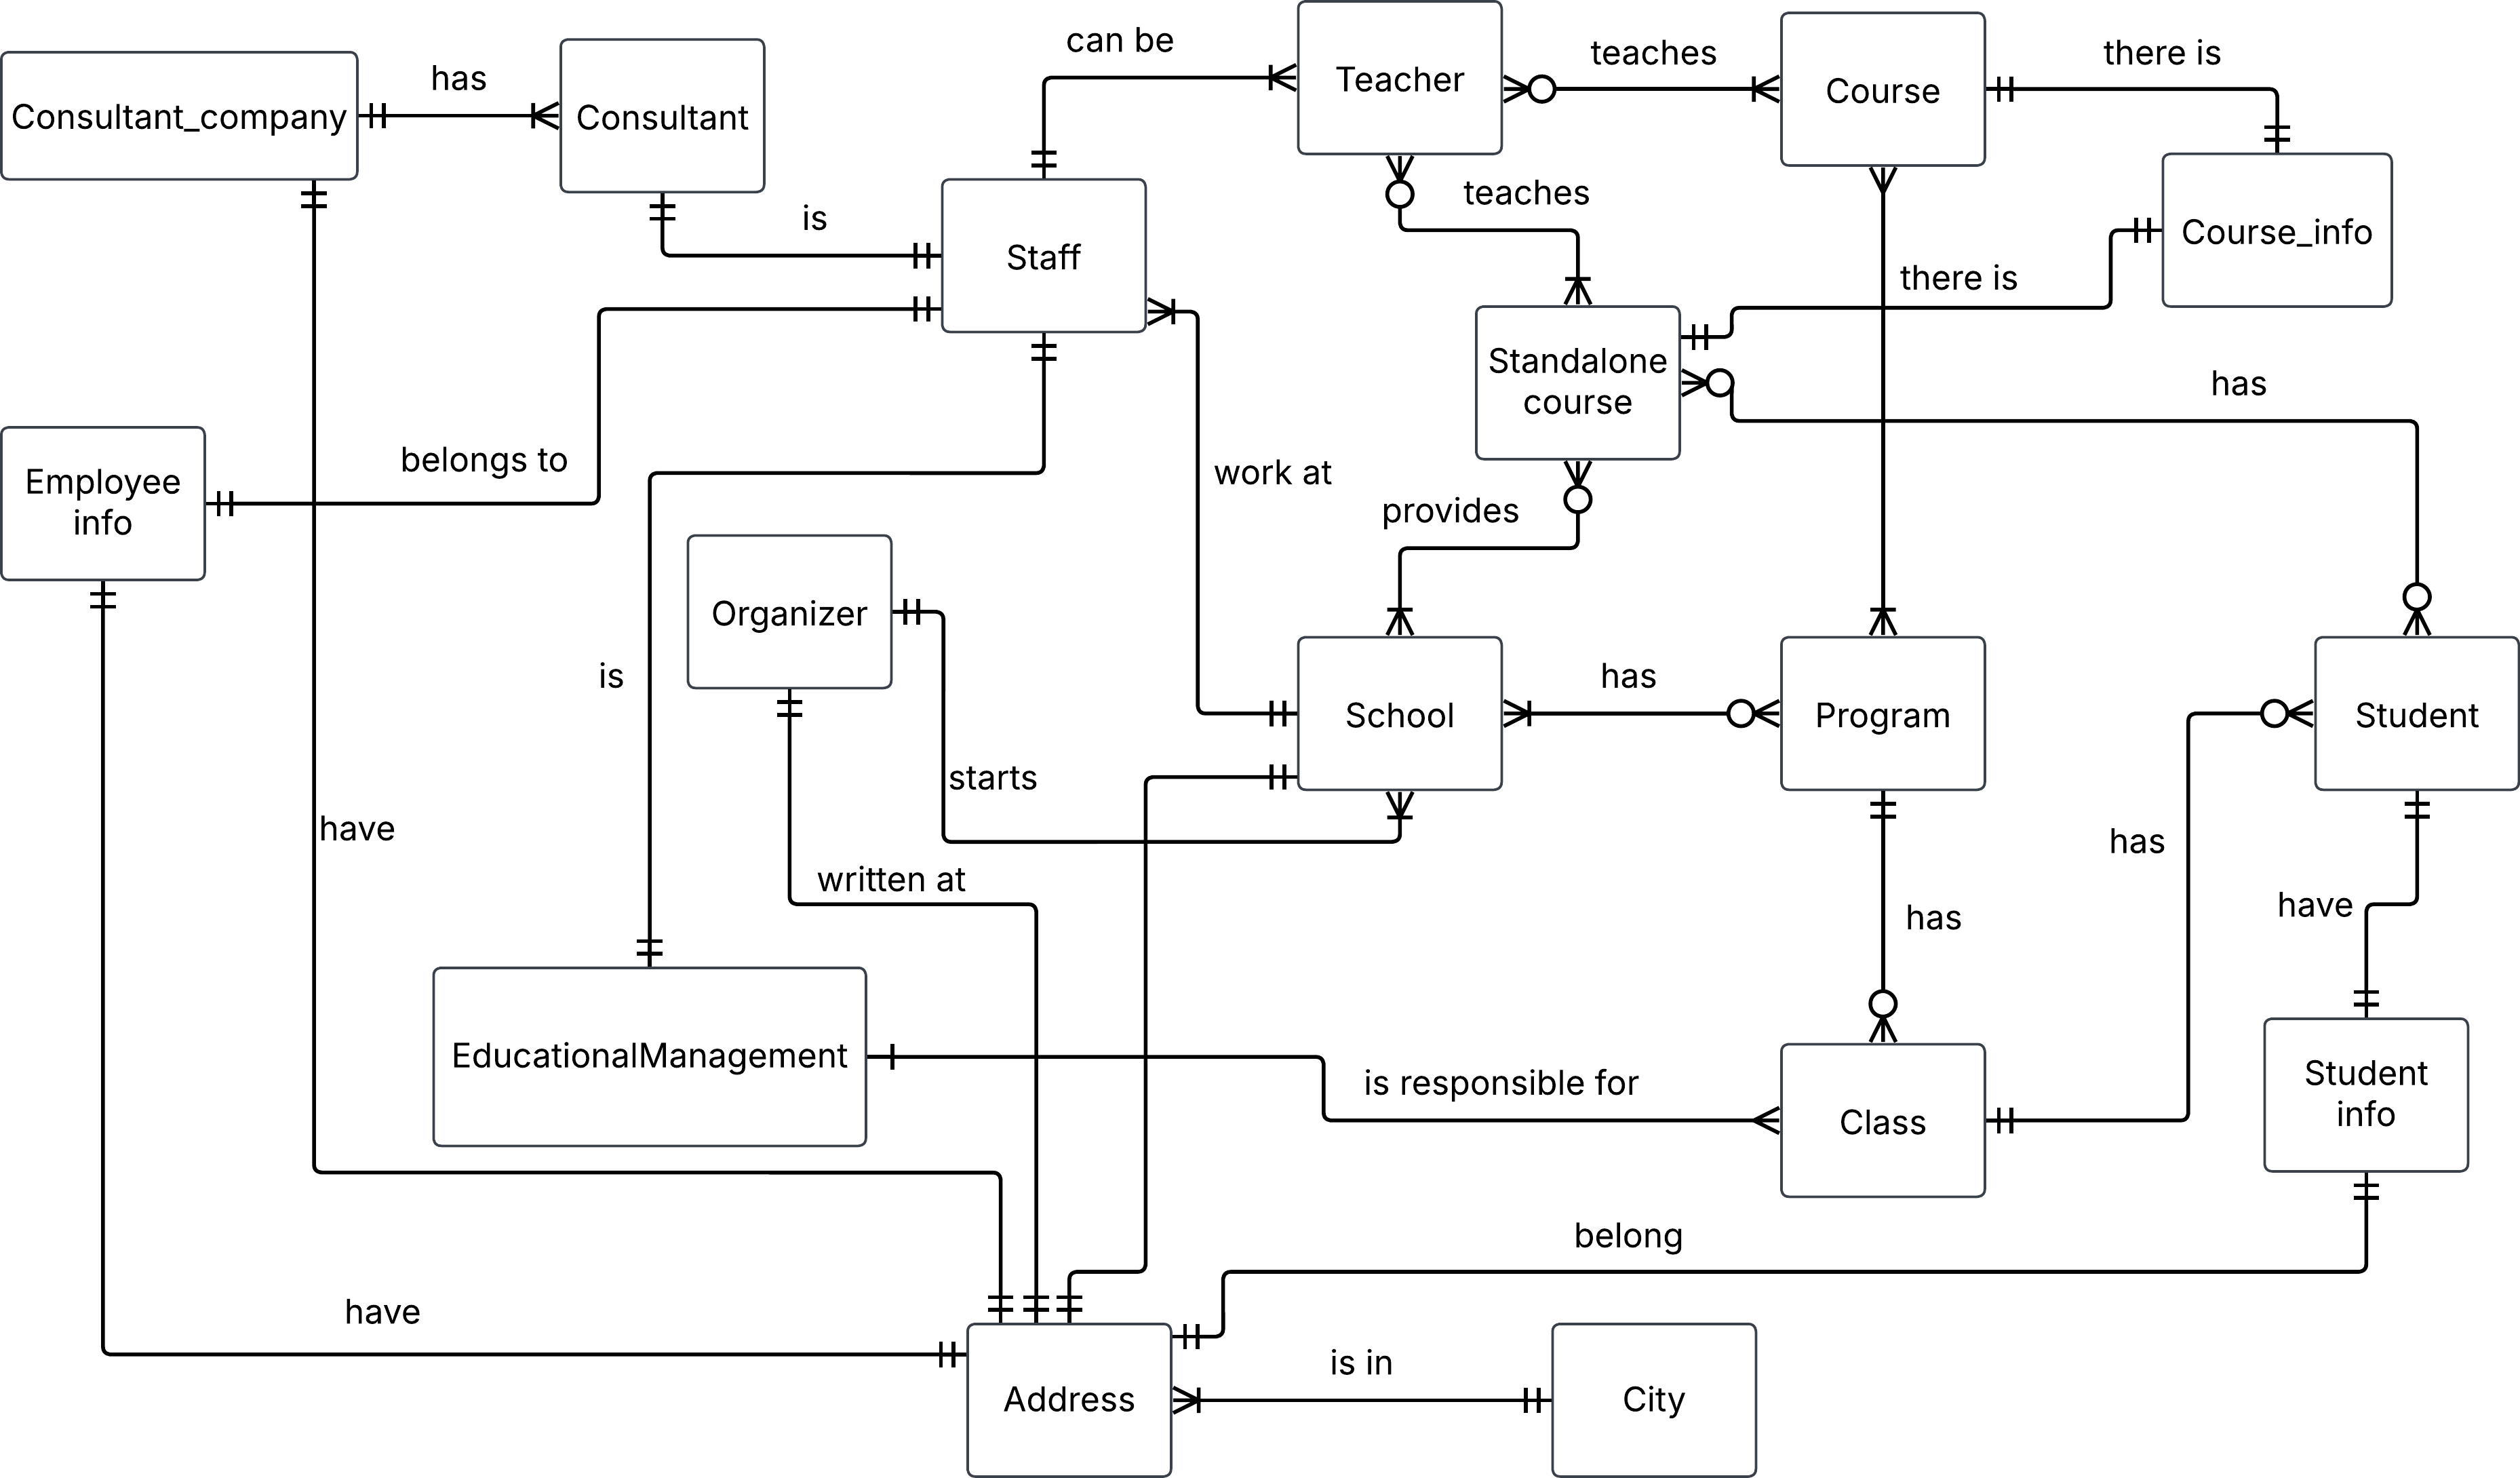 can be
Teacher
teaches
Course
there is
Consultant_company
has
Consultant
is
Staff
teaches
Course_info
there is
Standalone
course
has
Employee
info
belongs to
work at
provides
Organizer
is
School
has
Program
Student
starts
have
has
written at
has
have
EducationalManagement
is responsible for
Class
Student
info
belong
have
Address
is in
City